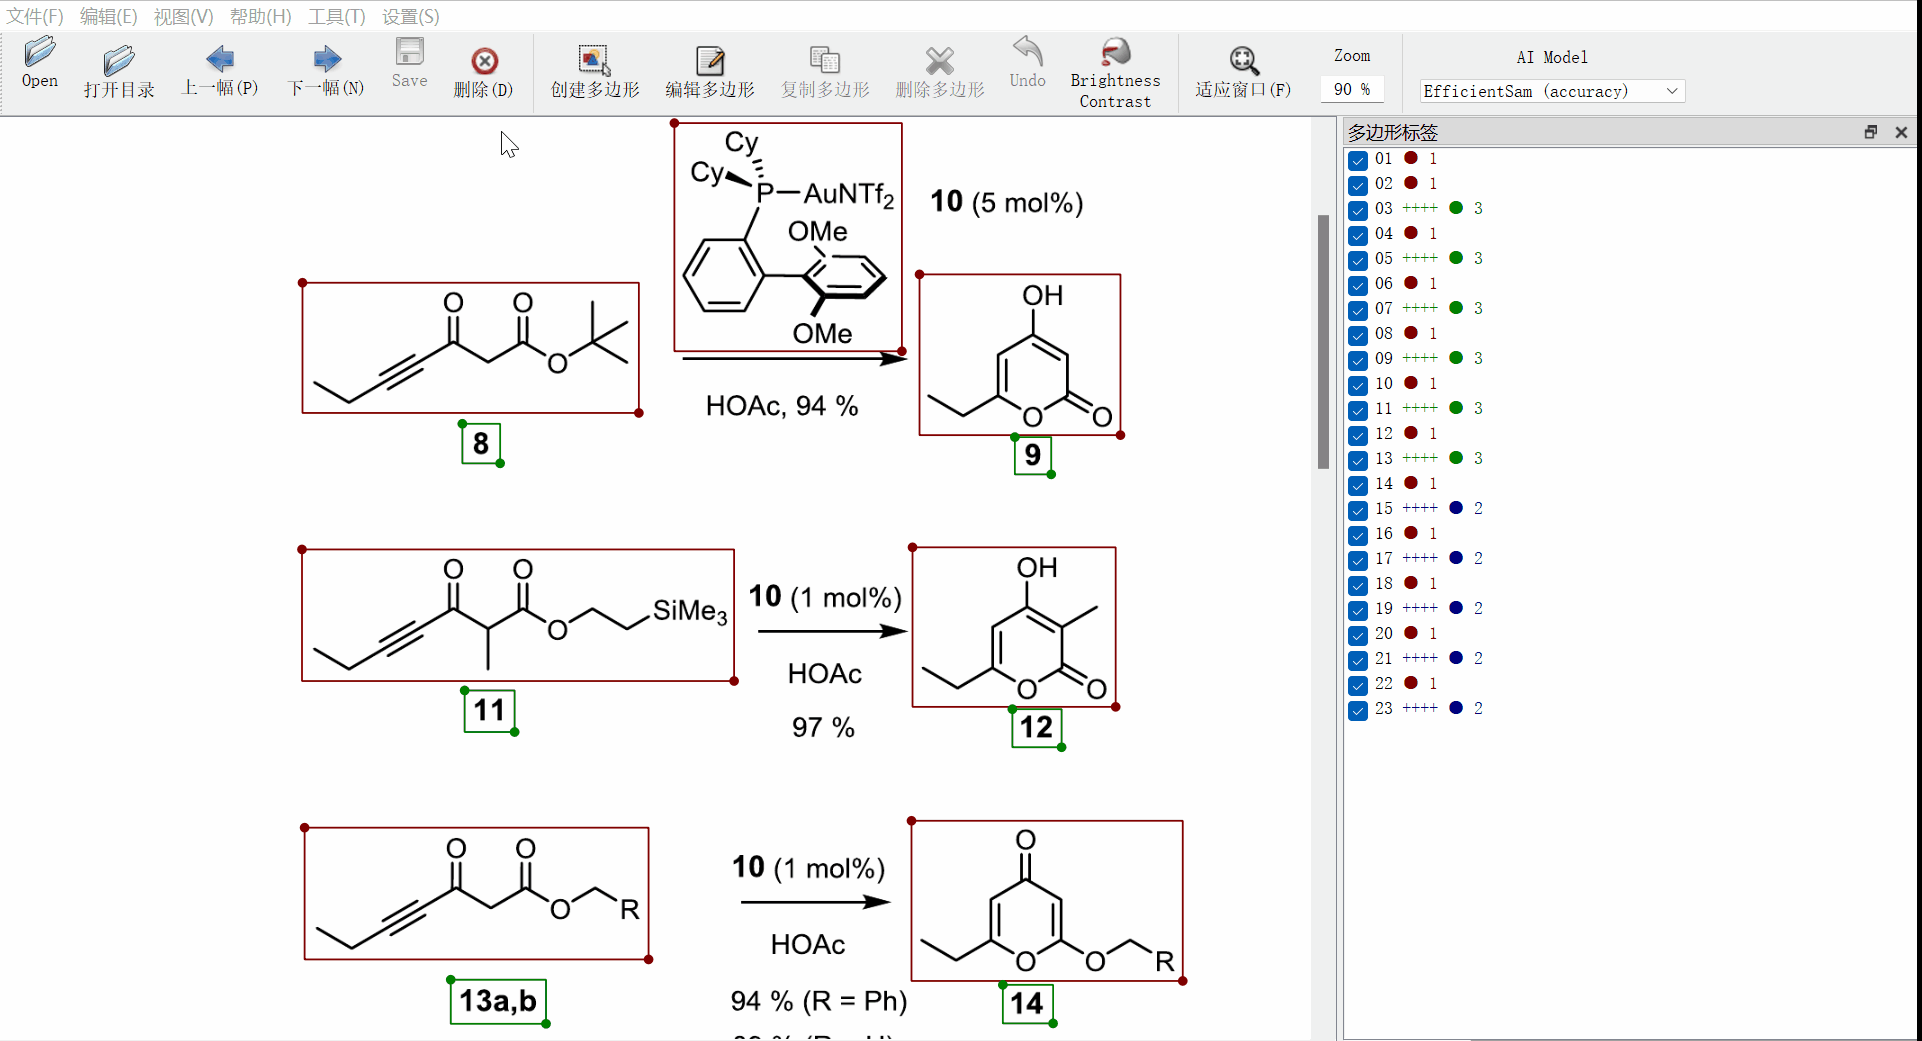 文件(F) 编辑(E) 视图(V) 帮助(H) 工具(T) 设置(S)
Open 打开目录 上一幅(P) 下一幅(N) Save 删除(D) 创建多边形 编辑多边形 复制多边形 删除多边形 Undo Brightness Contrast 适应窗口(F)
Zoom
90 %
AI Model
EfficientSam (accuracy)
多边形标签
01 1
02 1
03 ++++ 3
04 1
05 ++++ 3
06 1
07 ++++ 3
08 1
09 ++++ 3
10 1
11 ++++ 3
12 1
13 ++++ 3
14 1
15 ++++ 2
16 1
17 ++++ 2
18 1
19 ++++ 2
20 1
21 ++++ 2
22 1
23 ++++ 2
Cy
Cy
P AuNTf2
OMe
OMe
10 (5 mol%)
O O
O
8
HOAc, 94 %
OH
O O
9
O O
O SiMe3
11
10 (1 mol%)
HOAc
97 %
OH
O O
12
O O
O R
13a,b
10 (1 mol%)
HOAc
94 % (R = Ph)
O
O O R
14